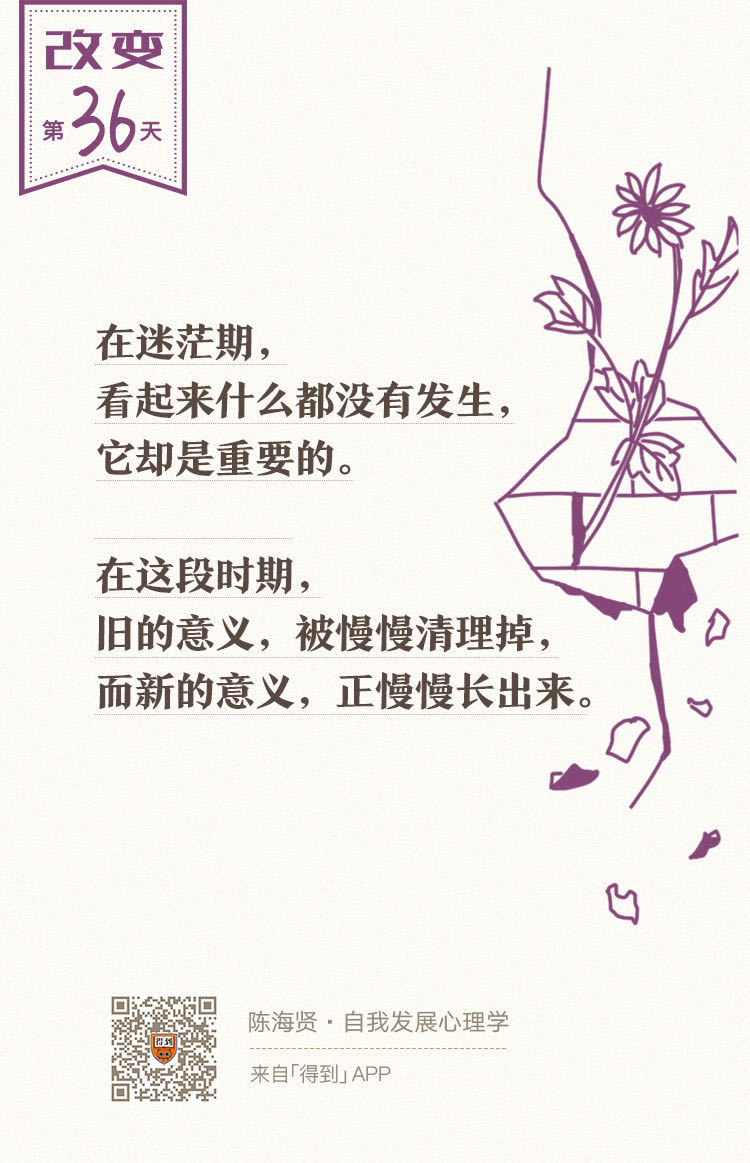 改变
第36天
在迷茫期，
看起来什么都没有发生，
它却是重要的。
在这段时期，
旧的意义，被慢慢清理掉，
而新的意义，正慢慢长出来。
得到
陈海贤·自我发展心理学
来自「得到」APP